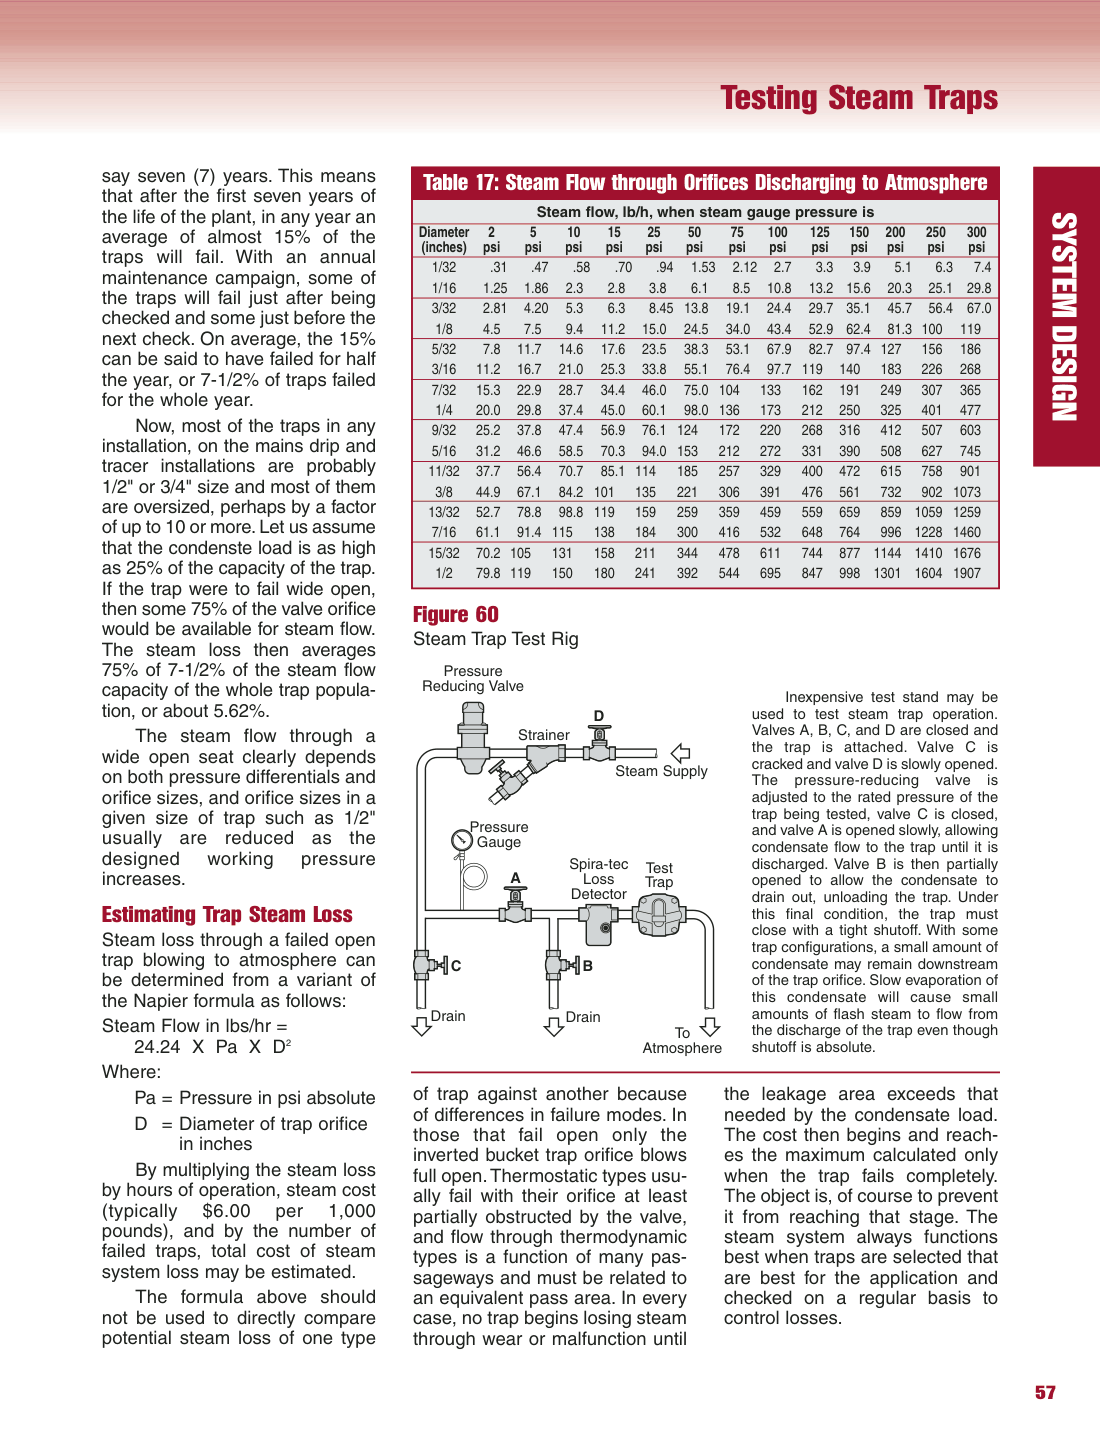 Testing Steam Traps
SYSTEM DESIGN
say seven (7) years. This means
that after the first seven years of
the life of the plant, in any year an
average of almost 15% of the
traps will fail. With an annual
maintenance campaign, some of
the traps will fail just after being
checked and some just before the
next check. On average, the 15%
can be said to have failed for half
the year, or 7-1/2% of traps failed
for the whole year.
Now, most of the traps in any
installation, on the mains drip and
tracer installations are probably
1/2" or 3/4" size and most of them
are oversized, perhaps by a factor
of up to 10 or more. Let us assume
that the condenste load is as high
as 25% of the capacity of the trap.
If the trap were to fail wide open,
then some 75% of the valve orifice
would be available for steam flow.
The steam loss then averages
75% of 7-1/2% of the steam flow
capacity of the whole trap popula-
tion, or about 5.62%.
The steam flow through a
wide open seat clearly depends
on both pressure differentials and
orifice sizes, and orifice sizes in a
given size of trap such as 1/2"
usually are reduced as the
designed working pressure
increases.
Estimating Trap Steam Loss
Steam loss through a failed open
trap blowing to atmosphere can
be determined from a variant of
the Napier formula as follows:
Steam Flow in lbs/hr =
24.24 X Pa X D²
Where:
Pa = Pressure in psi absolute
D = Diameter of trap orifice
in inches
By multiplying the steam loss
by hours of operation, steam cost
(typically $6.00 per 1,000
pounds), and by the number of
failed traps, total cost of steam
system loss may be estimated.
The formula above should
not be used to directly compare
potential steam loss of one type
Table 17: Steam Flow through Orifices Discharging to Atmosphere
Steam flow, lb/h, when steam gauge pressure is
Diameter 2 5 10 15 25 50 75 100 125 150 200 250 300
(inches) psi psi psi psi psi psi psi psi psi psi psi psi psi
1/32 .31 .47 .58 .70 .94 1.53 2.12 2.7 3.3 3.9 5.1 6.3 7.4
1/16 1.25 1.86 2.3 2.8 3.8 6.1 8.5 10.8 13.2 15.6 20.3 25.1 29.8
3/32 2.81 4.20 5.3 6.3 8.45 13.8 19.1 24.4 29.7 35.1 45.7 56.4 67.0
1/8 4.5 7.5 9.4 11.2 15.0 24.5 34.0 43.4 52.9 62.4 81.3 100 119
5/32 7.8 11.7 14.6 17.6 23.5 38.3 53.1 67.9 82.7 97.4 127 156 186
3/16 11.2 16.7 21.0 25.3 33.8 55.1 76.4 97.7 119 140 183 226 268
7/32 15.3 22.9 28.7 34.4 46.0 75.0 104 133 162 191 249 307 365
1/4 20.0 29.8 37.4 45.0 60.1 98.0 136 173 212 250 325 401 477
9/32 25.2 37.8 47.4 56.9 76.1 124 172 220 268 316 412 507 603
5/16 31.2 46.6 58.5 70.3 94.0 153 212 272 331 390 508 627 745
11/32 37.7 56.4 70.7 85.1 114 185 257 329 400 472 615 758 901
3/8 44.9 67.1 84.2 101 135 221 306 391 476 561 732 902 1073
13/32 52.7 78.8 98.8 119 159 259 359 459 559 659 859 1059 1259
7/16 61.1 91.4 115 138 184 300 416 532 648 764 996 1228 1460
15/32 70.2 105 131 158 211 344 478 611 744 877 1144 1410 1676
1/2 79.8 119 150 180 241 392 544 695 847 998 1301 1604 1907
Figure 60
Steam Trap Test Rig
Pressure
Reducing Valve
D
Strainer
Steam Supply
Pressure
Gauge
A
Spira-tec
Loss
Detector
Test
Trap
C
B
Drain
Drain
To
Atmosphere
Inexpensive test stand may be
used to test steam trap operation.
Valves A, B, C, and D are closed and
the trap is attached. Valve C is
cracked and valve D is slowly opened.
The pressure-reducing valve is
adjusted to the rated pressure of the
trap being tested, valve C is closed,
and valve A is opened slowly, allowing
condensate flow to the trap until it is
discharged. Valve B is then partially
opened to allow the condensate to
drain out, unloading the trap. Under
this final condition, the trap must
close with a tight shutoff. With some
trap configurations, a small amount of
condensate may remain downstream
of the trap orifice. Slow evaporation of
this condensate will cause small
amounts of flash steam to flow from
the discharge of the trap even though
shutoff is absolute.
of trap against another because
of differences in failure modes. In
those that fail open only the
inverted bucket trap orifice blows
full open. Thermostatic types usu-
ally fail with their orifice at least
partially obstructed by the valve,
and flow through thermodynamic
types is a function of many pas-
sageways and must be related to
an equivalent pass area. In every
case, no trap begins losing steam
through wear or malfunction until
the leakage area exceeds that
needed by the condensate load.
The cost then begins and reach-
es the maximum calculated only
when the trap fails completely.
The object is, of course to prevent
it from reaching that stage. The
steam system always functions
best when traps are selected that
are best for the application and
checked on a regular basis to
control losses.
57